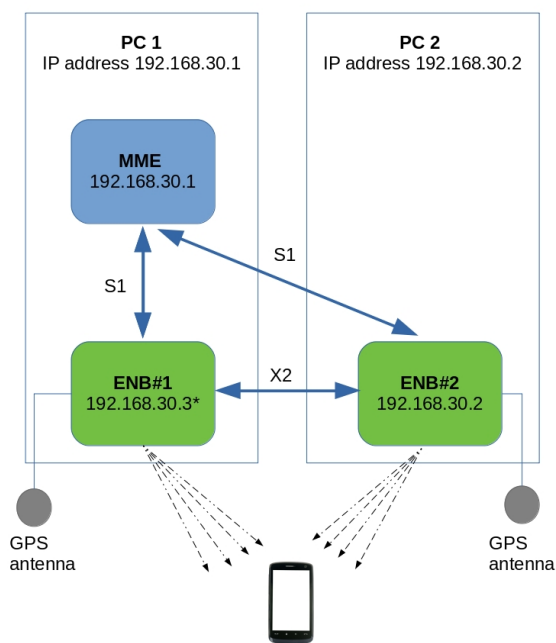 PC 1
IP address 192.168.30.1
PC 2
IP address 192.168.30.2
MME
192.168.30.1
S1
S1
ENB#1
192.168.30.3*
X2
ENB#2
192.168.30.2
GPS
antenna
GPS
antenna